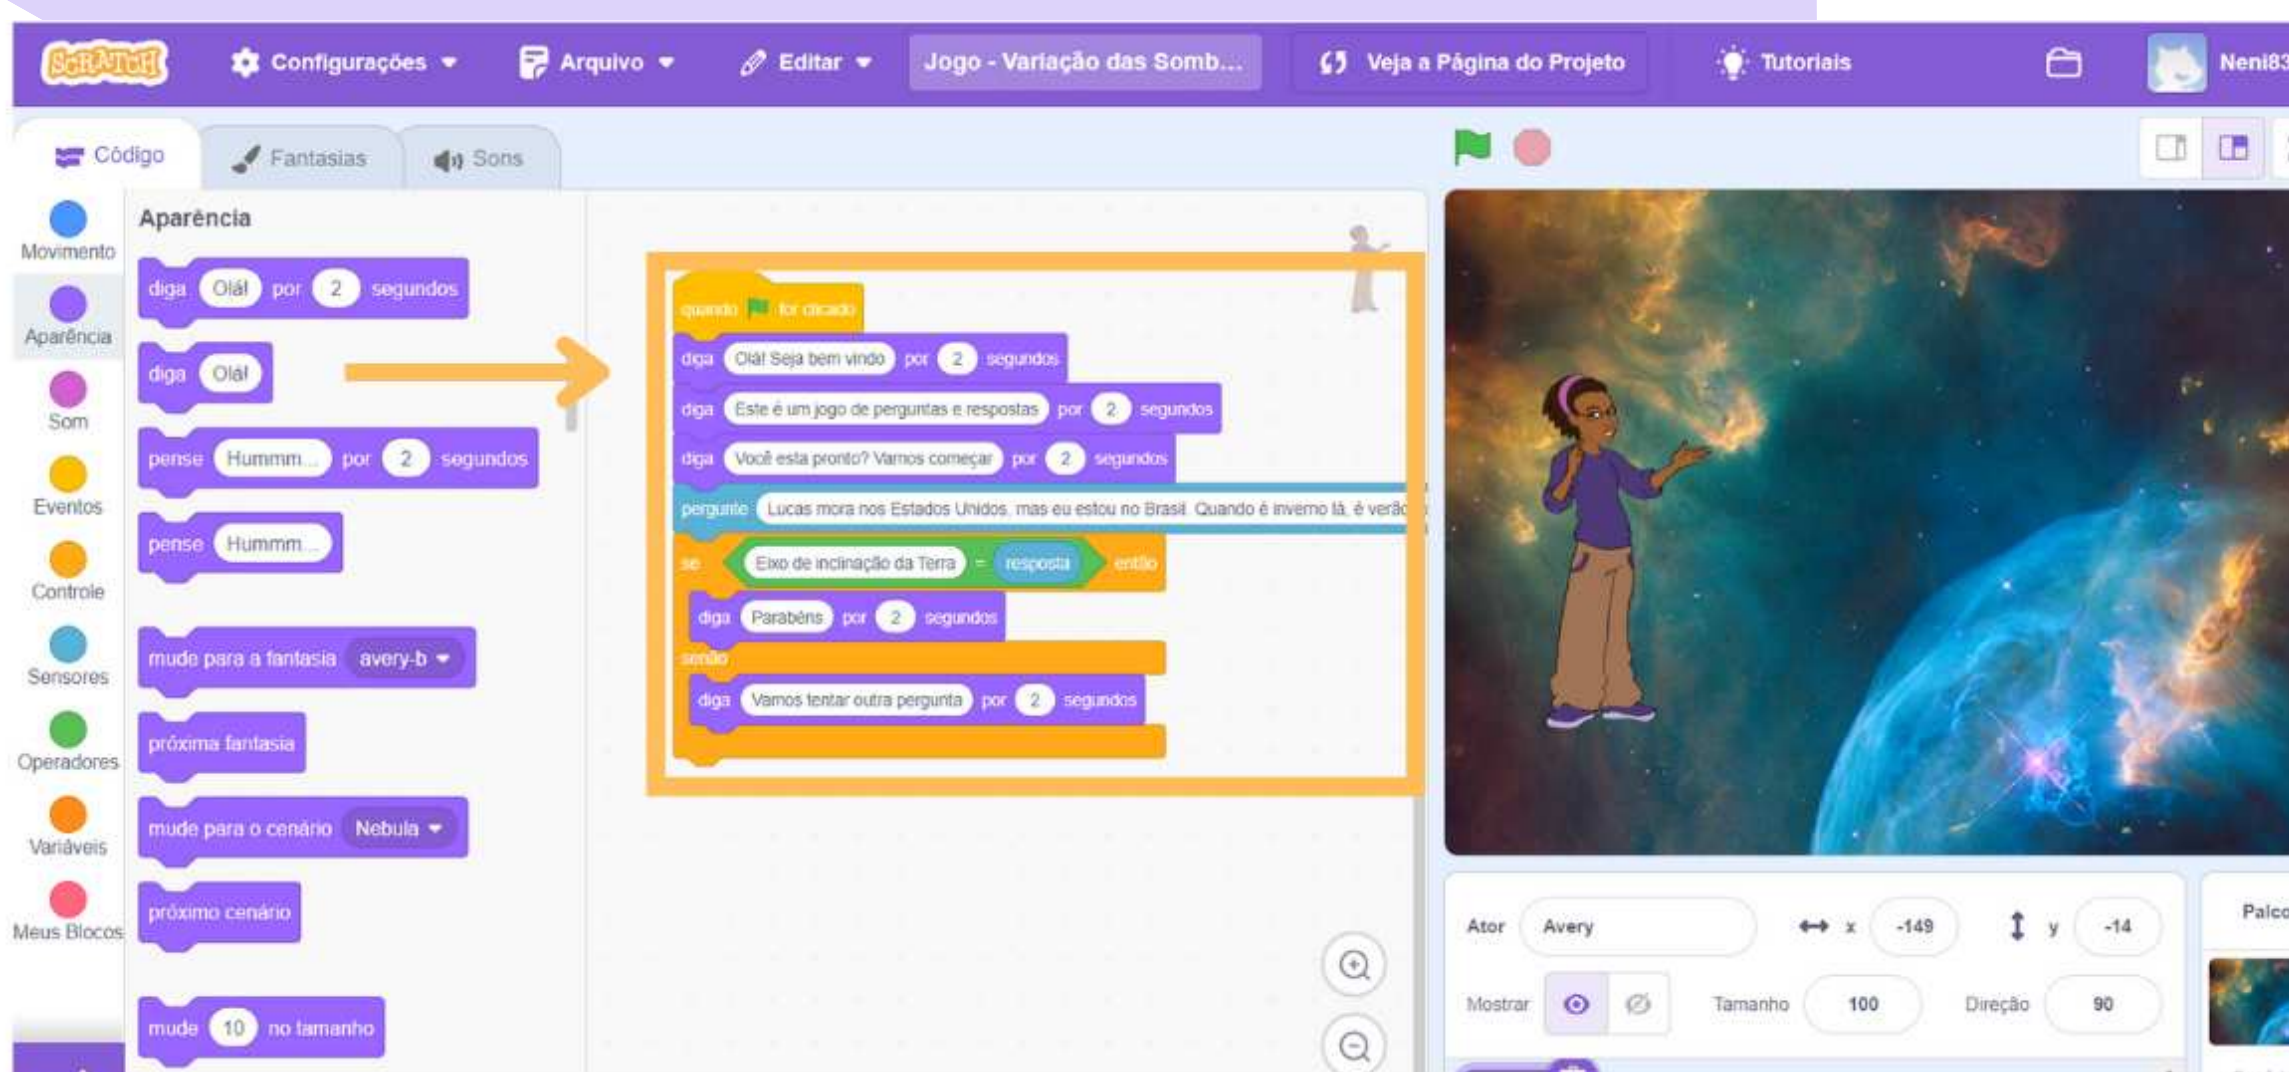 SCRATCH Configurações Arquivo Editar Jogo - Variação das Somb... Veja a Página do Projeto Tutoriais Neni83
Código Fantasias Sons
Movimento
Aparência
Som
Eventos
Controle
Sensores
Operadores
Variáveis
Meus Blocos
Aparência
diga Olá! por 2 segundos
diga Olá!
pense Hummm... por 2 segundos
pense Hummm...
mude para a fantasia avery-b
próxima fantasia
mude para o cenário Nebula
próximo cenário
mude 10 no tamanho
quando for clicado
diga Olá! Seja bem vindo por 2 segundos
diga Este é um jogo de perguntas e respostas por 2 segundos
diga Você esta pronto? Vamos começar por 2 segundos
pergunte Lucas mora nos Estados Unidos, mas eu estou no Brasil. Quando é inverno lá, é verão
se Eixo de inclinação da Terra = resposta então
diga Parabéns por 2 segundos
senão
diga Vamos tentar outra pergunta por 2 segundos
Ator Avery x -149 y -14
Mostrar Tamanho 100 Direção 90
Palco